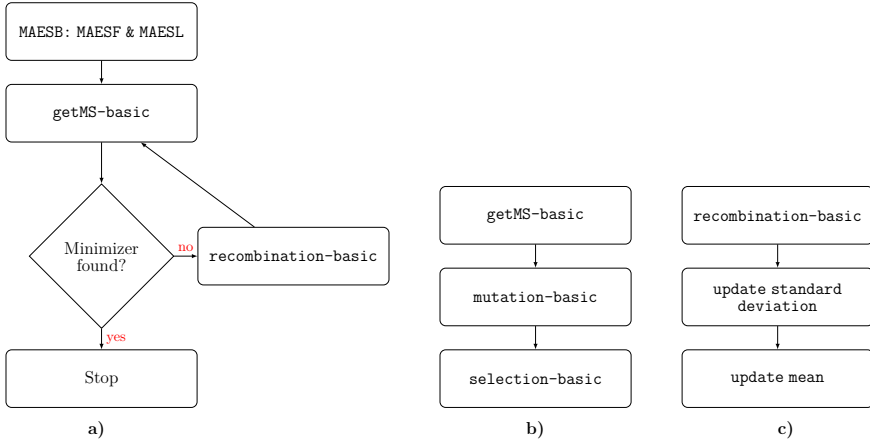 MAESB: MAESF & MAESL
getMS-basic
Minimizer
found?
no
recombination-basic
yes
Stop
a)
getMS-basic
mutation-basic
selection-basic
b)
recombination-basic
update standard
deviation
update mean
c)